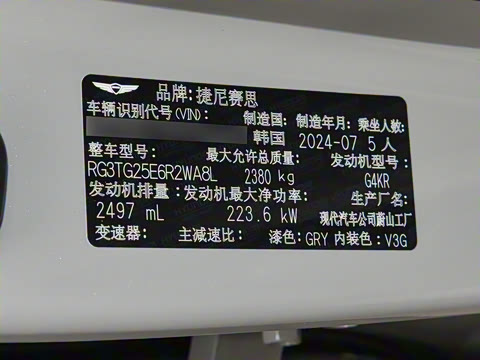 品牌:捷尼赛思
车辆识别代号(VIN): 制造国: 制造年月: 乘坐人数:
韩国 2024-07 5人
整车型号: 最大允许总质量: 发动机型号:
RG3TG25E6R2WA8L 2380 kg G4KR
发动机排量: 发动机最大净功率: 生产厂名:
2497 mL 223.6 kW 现代汽车公司蔚山工厂
变速器: 主减速比: 漆色:GRY 内装色:V3G